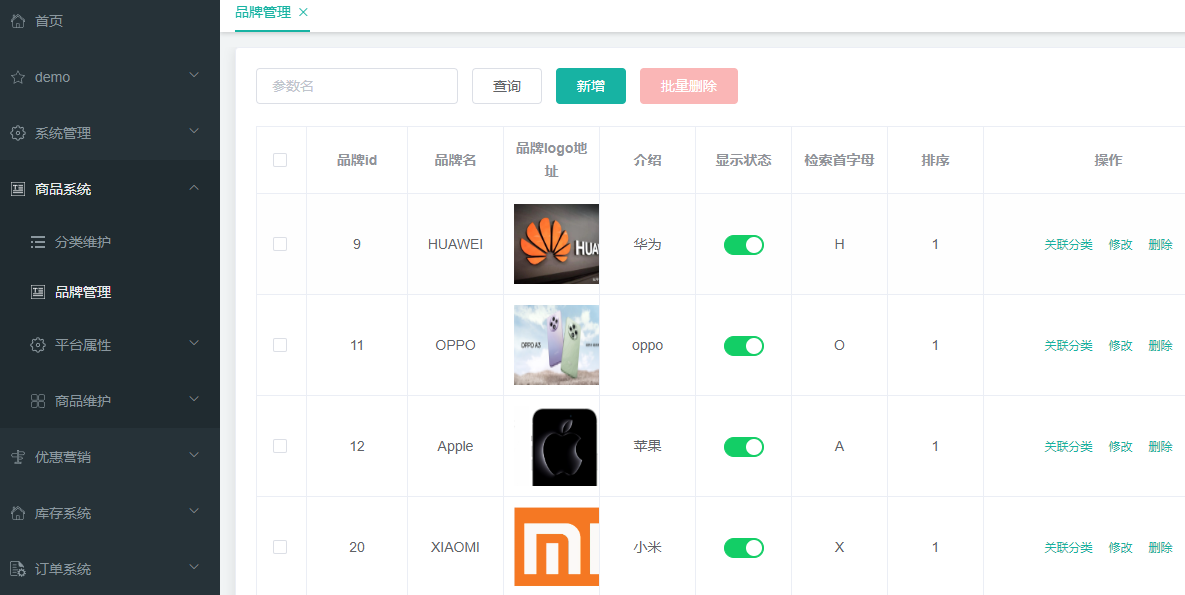 首页
demo
系统管理
商品系统
分类维护
品牌管理
平台属性
商品维护
优惠营销
库存系统
订单系统
品牌管理 ×
参数名 查询 新增 批量删除
品牌id 品牌名 品牌logo地址 介绍 显示状态 检索首字母 排序 操作
9 HUAWEI HUA 华为 H 1 关联分类 修改 删除
11 OPPO OPPO A3 oppo O 1 关联分类 修改 删除
12 Apple 苹果 A 1 关联分类 修改 删除
20 XIAOMI 小米 X 1 关联分类 修改 删除